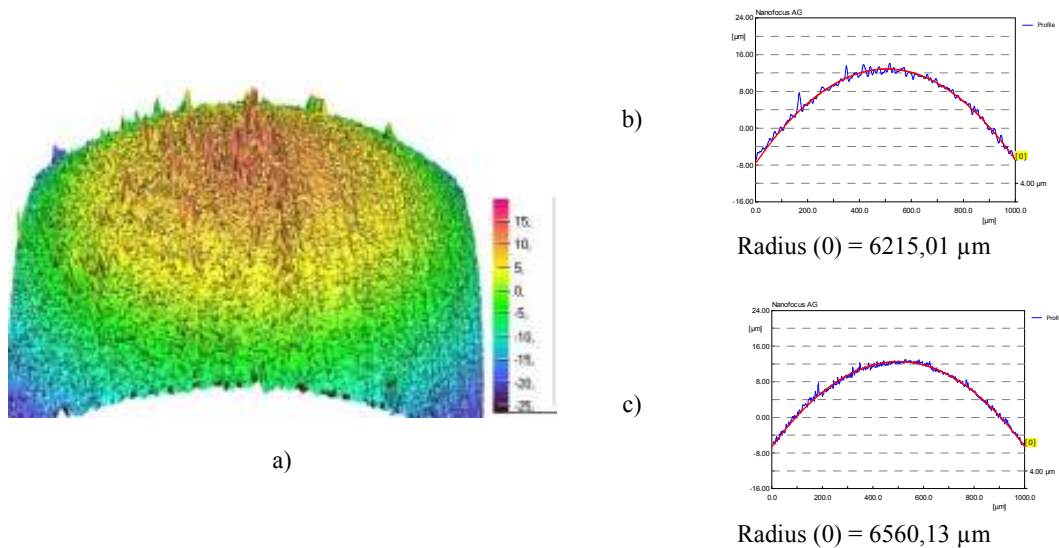 15,
10,
5,
0,
-5,
-10,
15,
-20,
-25,
a)
b)
Nanofocus AG
24.00
[µm]
16.00
8.00
0.00
-8.00
-16.00
0.0
200.0
400.0
600.0
800.0
1000.0
[µm]
Profile
[0]
4.00 µm
Radius (0) = 6215,01 µm
c)
Nanofocus AG
24.00
[µm]
16.00
8.00
0.00
-8.00
-16.00
0.0
200.0
400.0
600.0
800.0
1000.0
[µm]
Profil
[0]
4.00 µm
Radius (0) = 6560,13 µm